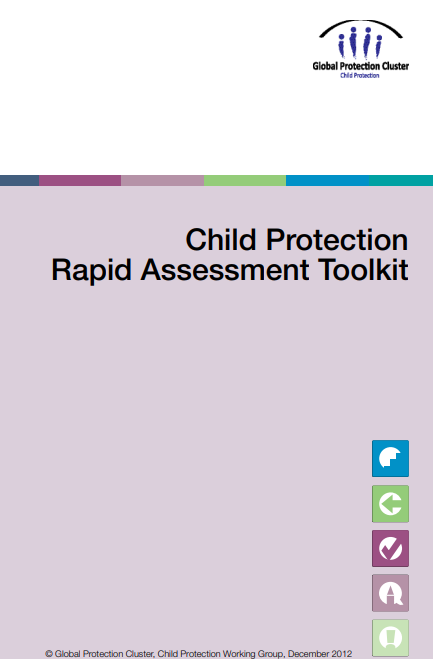 Global Protection Cluster
Child Protection
Child Protection
Rapid Assessment Toolkit
© Global Protection Cluster, Child Protection Working Group, December 2012